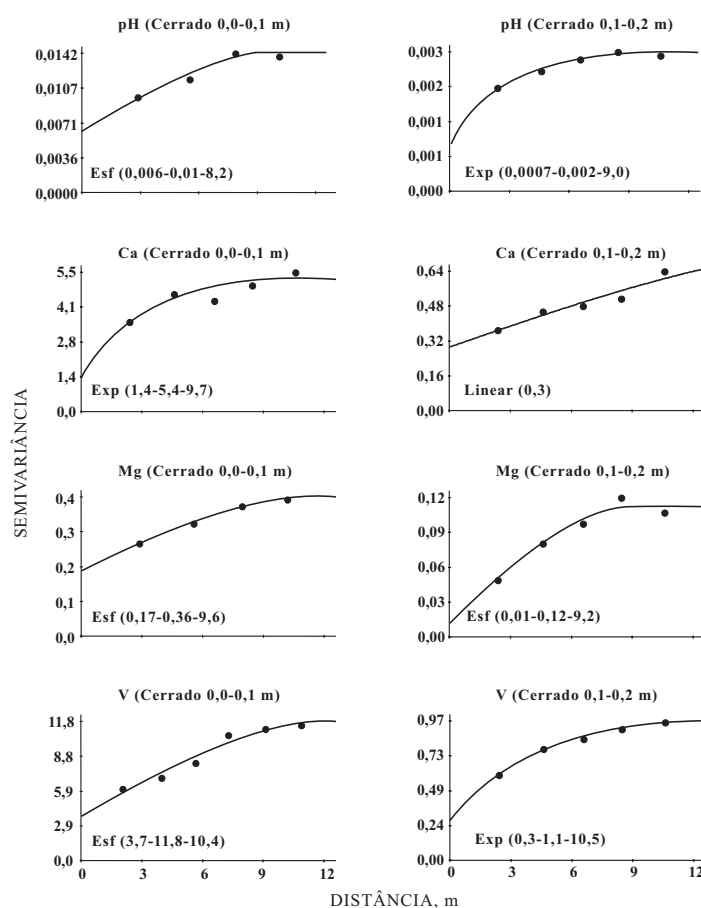 pH (Cerrado 0,0-0,1 m)
0,0142
0,0107
0,0071
0,0036
0,0000
Esf (0,006-0,01-8,2)
pH (Cerrado 0,1-0,2 m)
0,003
0,002
0,001
0,001
0,000
Exp (0,0007-0,002-9,0)
Ca (Cerrado 0,0-0,1 m)
5,5
4,1
2,8
1,4
0,0
Exp (1,4-5,4-9,7)
Ca (Cerrado 0,1-0,2 m)
0,64
0,48
0,32
0,16
0,00
Linear (0,3)
SEMIVARIÂNCIA
Mg (Cerrado 0,0-0,1 m)
0,4
0,3
0,2
0,1
0,0
Esf (0,17-0,36-9,6)
Mg (Cerrado 0,1-0,2 m)
0,12
0,09
0,06
0,03
0,00
Esf (0,01-0,12-9,2)
V (Cerrado 0,0-0,1 m)
11,8
8,8
5,9
2,9
0,0
Esf (3,7-11,8-10,4)
0 3 6 9 12
V (Cerrado 0,1-0,2 m)
0,97
0,73
0,49
0,24
0,00
Exp (0,3-1,1-10,5)
0 3 6 9 12
DISTÂNCIA, m